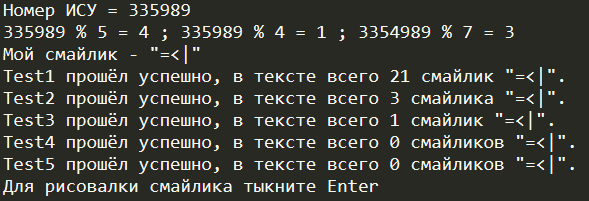 Номер ИСУ = 335989
335989 % 5 = 4 ; 335989 % 4 = 1 ; 3354989 % 7 = 3
Мой смайлик - "=<|"
Test1 прошёл успешно, в тексте всего 21 смайлик "=<|".
Test2 прошёл успешно, в тексте всего 3 смайлика "=<|".
Test3 прошёл успешно, в тексте всего 1 смайлик "=<|".
Test4 прошёл успешно, в тексте всего 0 смайликов "=<|".
Test5 прошёл успешно, в тексте всего 0 смайликов "=<|".
Для рисовалки смайлика тыкните Enter